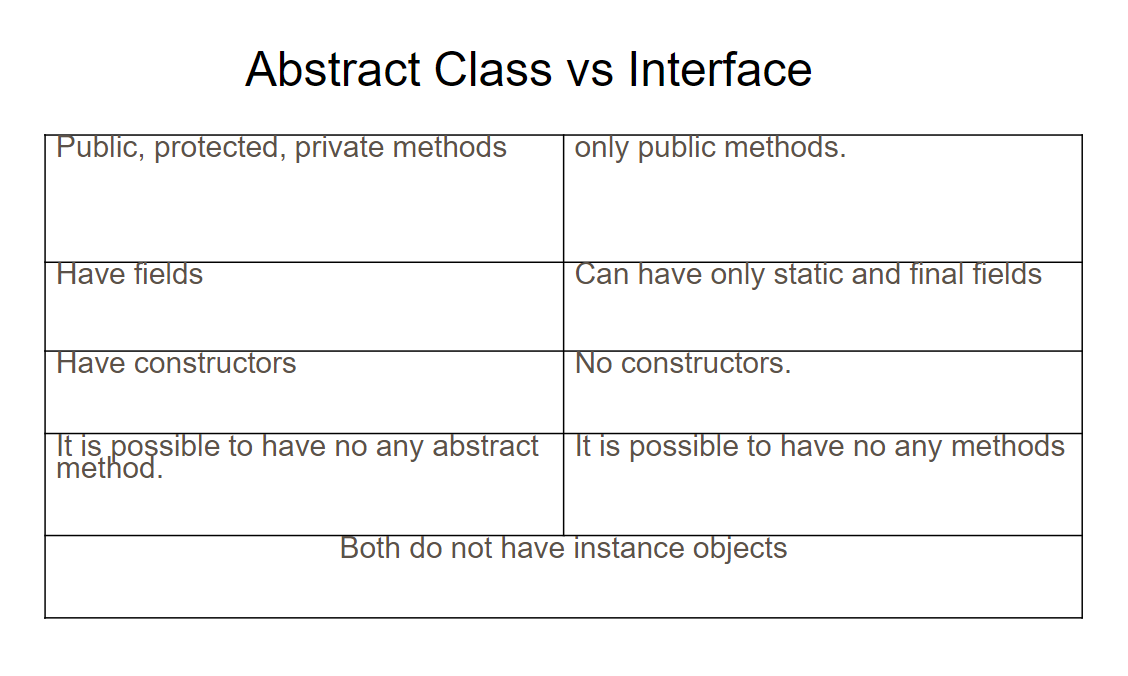 Abstract Class vs Interface
Public, protected, private methods
only public methods.
Have fields
Can have only static and final fields
Have constructors
No constructors.
It is possible to have no any abstract
method.
It is possible to have no any methods
Both do not have instance objects